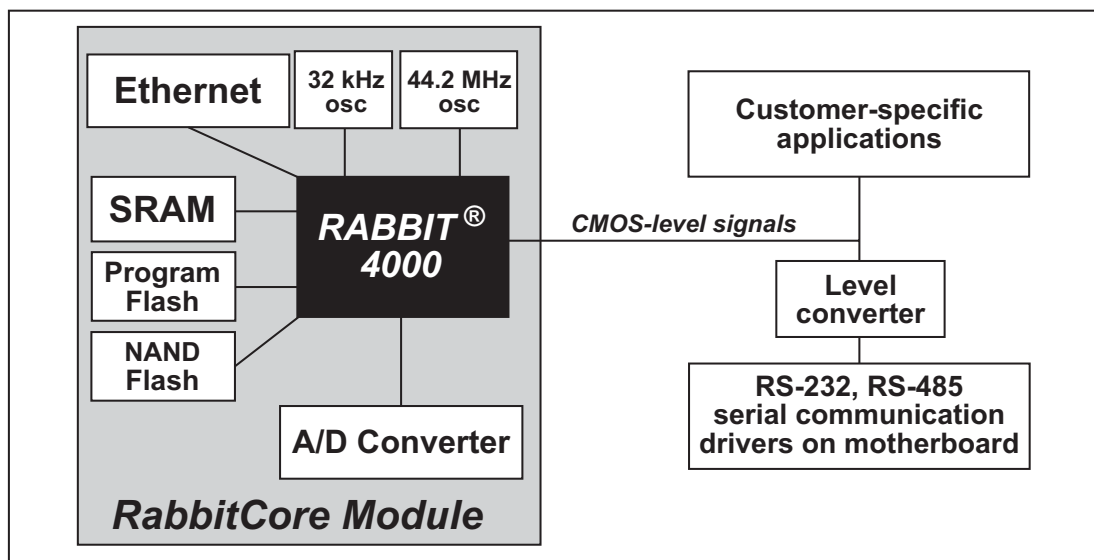 Ethernet
32 kHz
osc
44.2 MHz
osc
SRAM
Program
Flash
NAND
Flash
RABBIT ®
4000
A/D Converter
RabbitCore Module
CMOS-level signals
Customer-specific
applications
Level
converter
RS-232, RS-485
serial communication
drivers on motherboard